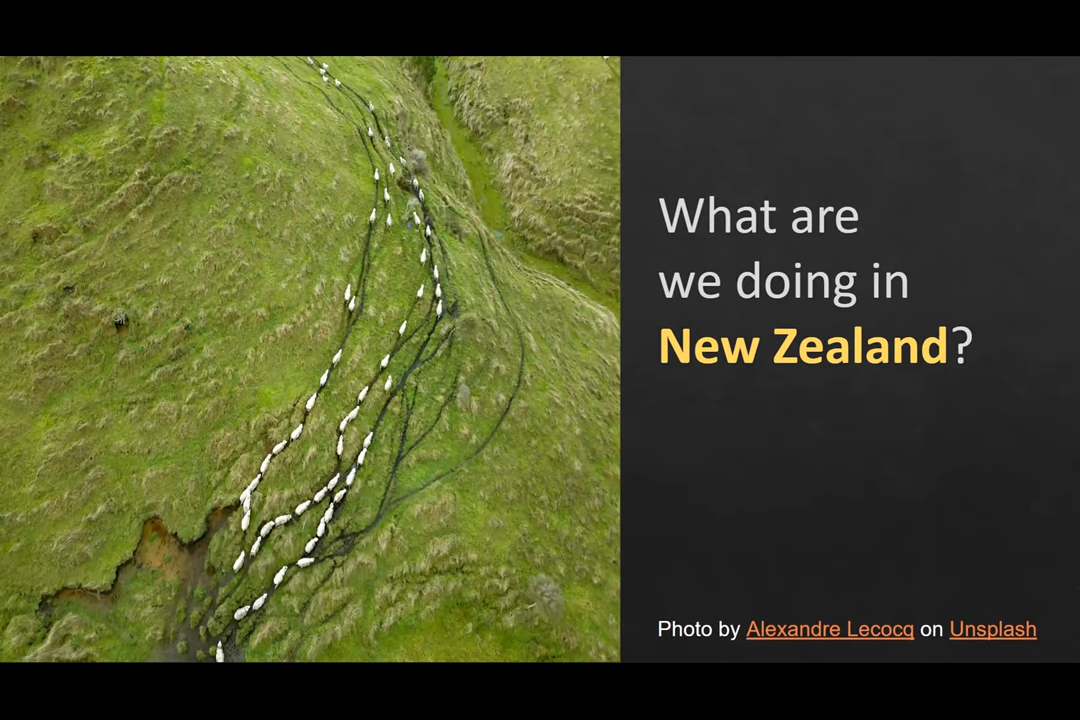 What are
we doing in
New Zealand?
Photo by Alexandre Lecocq on Unsplash